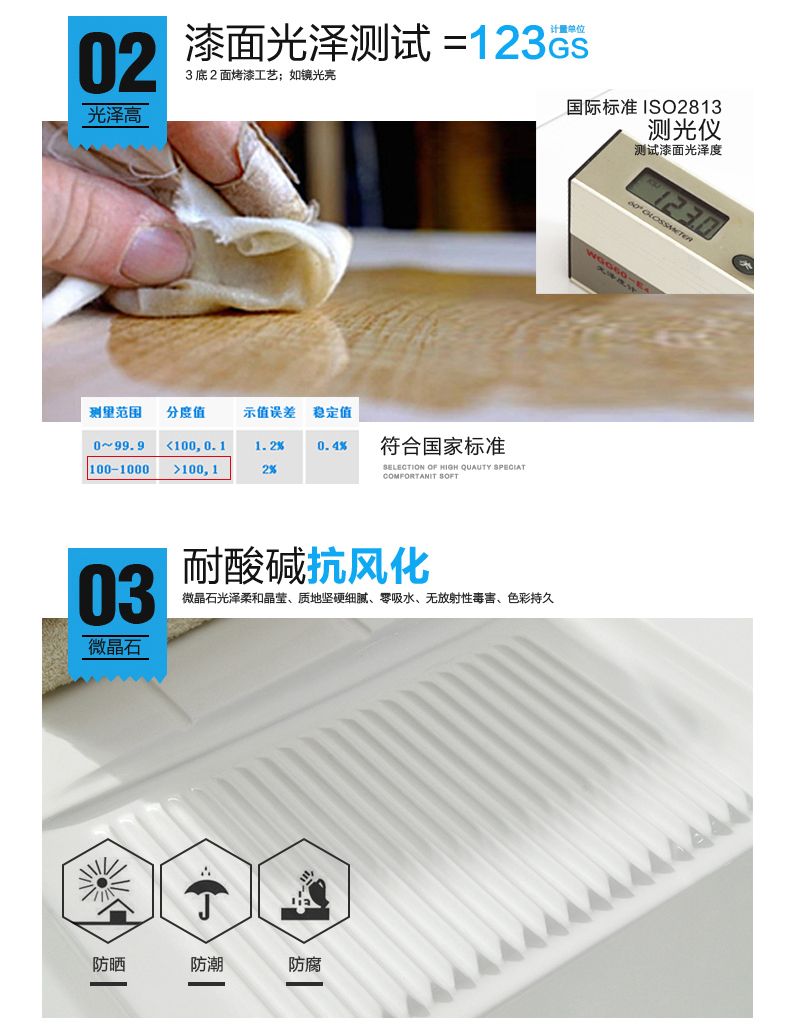 02
光泽高
漆面光泽测试 =123GS
计量单位
3 底 2 面烤漆工艺；如镜光亮
国际标准 ISO2813
测光仪
测试漆面光泽度
123.0
60° GLOSSMETER
WGG60-E4
光泽度计
测里范围 分度值 示值误差 稳定值
0～99.9 <100,0.1 1.2% 0.4%
100-1000 >100,1 2%
符合国家标准
SELECTION OF HIGH QUAUTY SPECIAT
COMFORTANIT SOFT
03
微晶石
耐酸碱抗风化
微晶石光泽柔和晶莹、质地坚硬细腻、零吸水、无放射性毒害、色彩持久
防晒 防潮 防腐